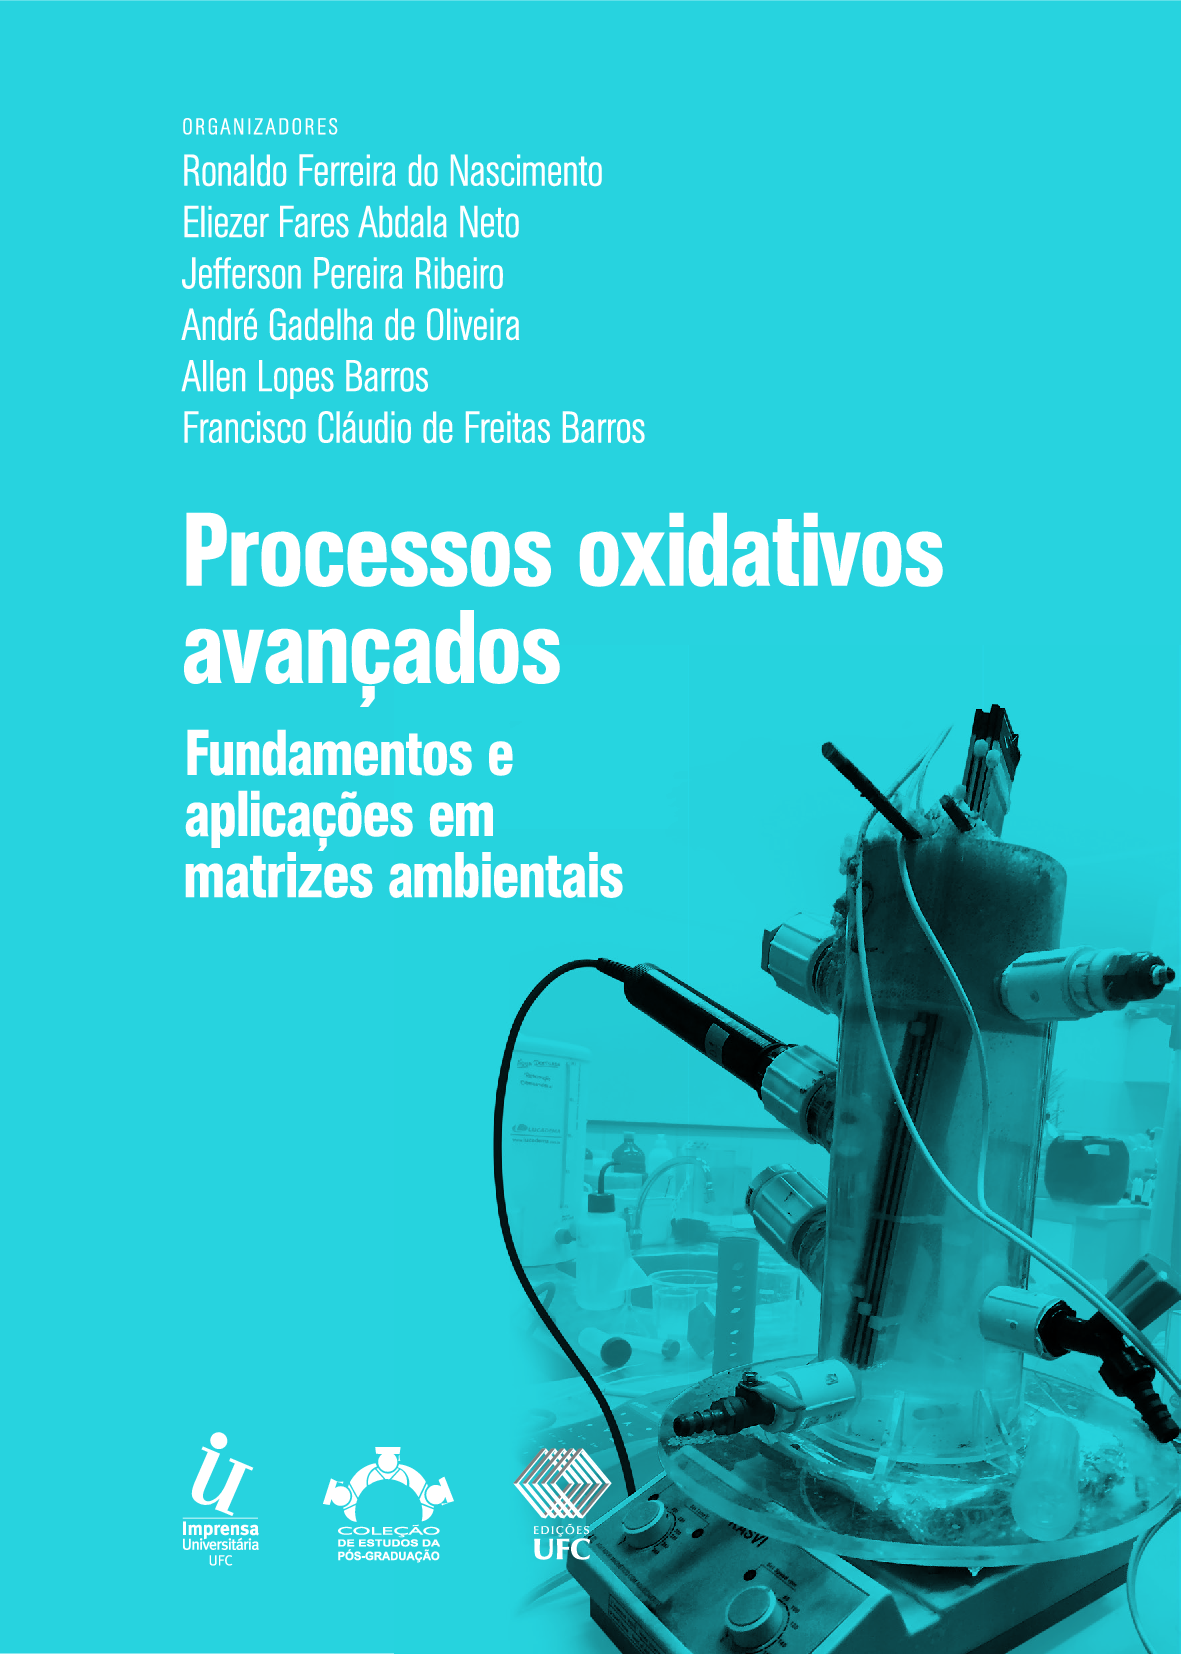 ORGANIZADORES
Ronaldo Ferreira do Nascimento
Eliezer Fares Abdala Neto
Jefferson Pereira Ribeiro
André Gadelha de Oliveira
Allen Lopes Barros
Francisco Cláudio de Freitas Barros
Processos oxidativos
avançados
Fundamentos e
aplicações em
matrizes ambientais
iu
Imprensa
Universitária
UFC
COLEÇÃO
DE ESTUDOS DA
PÓS-GRADUAÇÃO
EDIÇÕES
UFC
KASVI